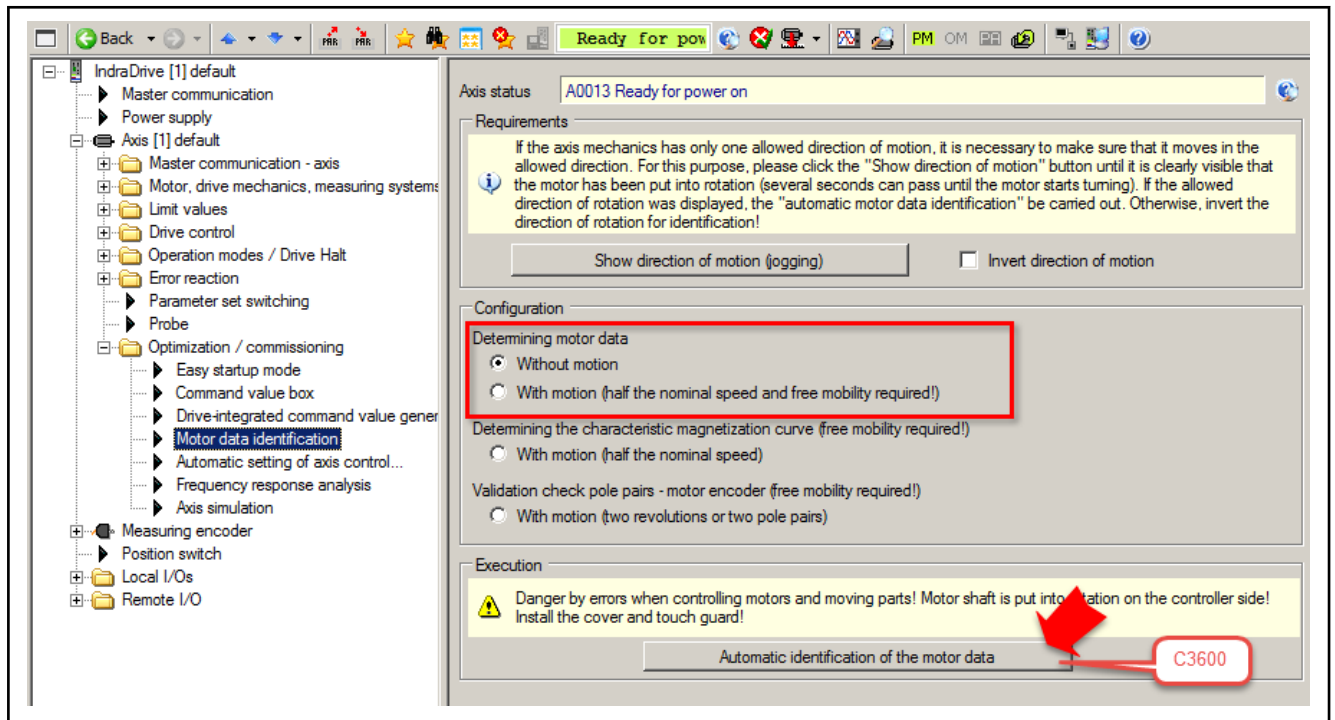 Back
PAR PAR
Ready for pow
PM OM
IndraDrive [1] default
Master communication
Power supply
Axis [1] default
Master communication - axis
Motor, drive mechanics, measuring systems
Limit values
Drive control
Operation modes / Drive Halt
Error reaction
Parameter set switching
Probe
Optimization / commissioning
Easy startup mode
Command value box
Drive-integrated command value gener
Motor data identification
Automatic setting of axis control...
Frequency response analysis
Axis simulation
Measuring encoder
Position switch
Local I/Os
Remote I/O
Axis status A0013 Ready for power on
Requirements
If the axis mechanics has only one allowed direction of motion, it is necessary to make sure that it moves in the
allowed direction. For this purpose, please click the "Show direction of motion" button until it is clearly visible that
the motor has been put into rotation (several seconds can pass until the motor starts turning). If the allowed
direction of rotation was displayed, the "automatic motor data identification" be carried out. Otherwise, invert the
direction of rotation for identification!
Show direction of motion (jogging) Invert direction of motion
Configuration
Determining motor data
Without motion
With motion (half the nominal speed and free mobility required!)
Determining the characteristic magnetization curve (free mobility required!)
With motion (half the nominal speed)
Validation check pole pairs - motor encoder (free mobility required!)
With motion (two revolutions or two pole pairs)
Execution
Danger by errors when controlling motors and moving parts! Motor shaft is put into tation on the controller side!
Install the cover and touch guard!
Automatic identification of the motor data
C3600